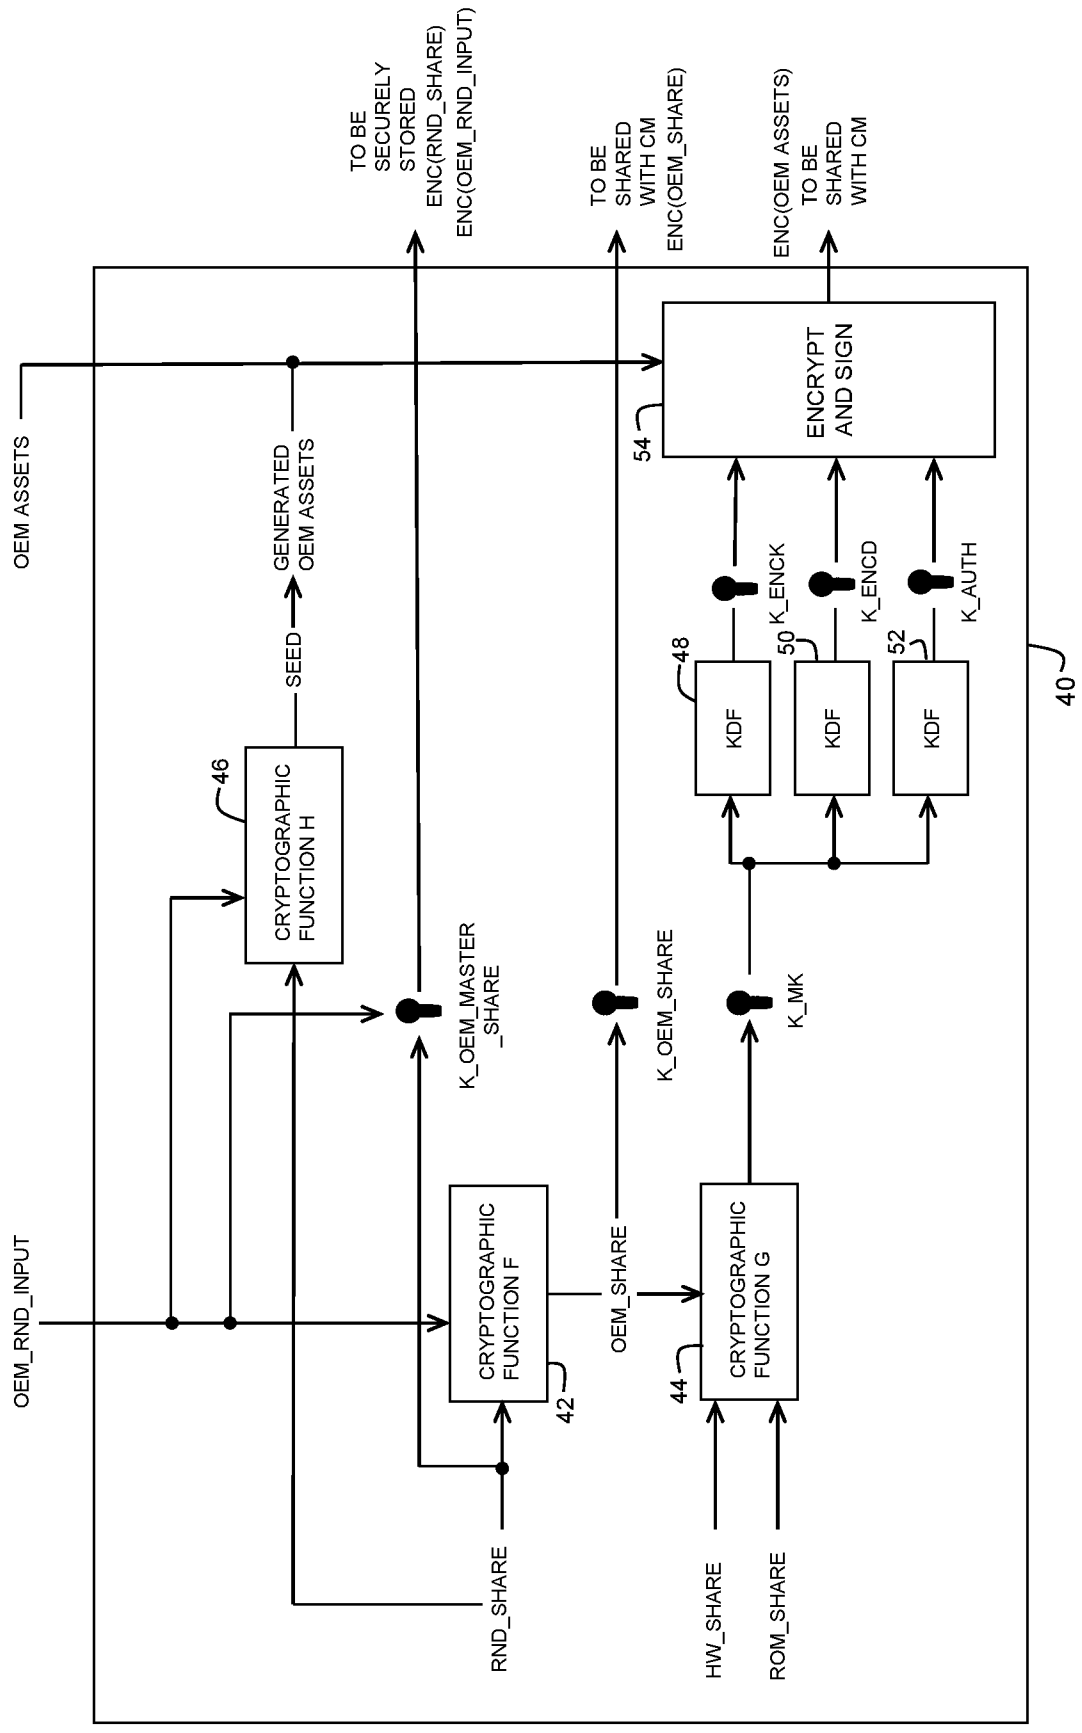 OEM_RND_INPUT
OEM ASSETS
RND_SHARE
HW_SHARE
ROM_SHARE
CRYPTOGRAPHIC
FUNCTION H
46
SEED
GENERATED
OEM ASSETS
K_OEM_MASTER
_SHARE
TO BE
SECURELY
STORED
ENC(RND_SHARE)
ENC(OEM_RND_INPUT)
CRYPTOGRAPHIC
FUNCTION F
42
OEM_SHARE
K_OEM_SHARE
TO BE
SHARED
WITH CM
ENC(OEM_SHARE)
CRYPTOGRAPHIC
FUNCTION G
44
K_MK
KDF
48
K_ENCK
KDF
50
K_ENCD
KDF
52
K_AUTH
ENCRYPT
AND SIGN
54
ENC(OEM ASSETS)
TO BE
SHARED
WITH CM
40